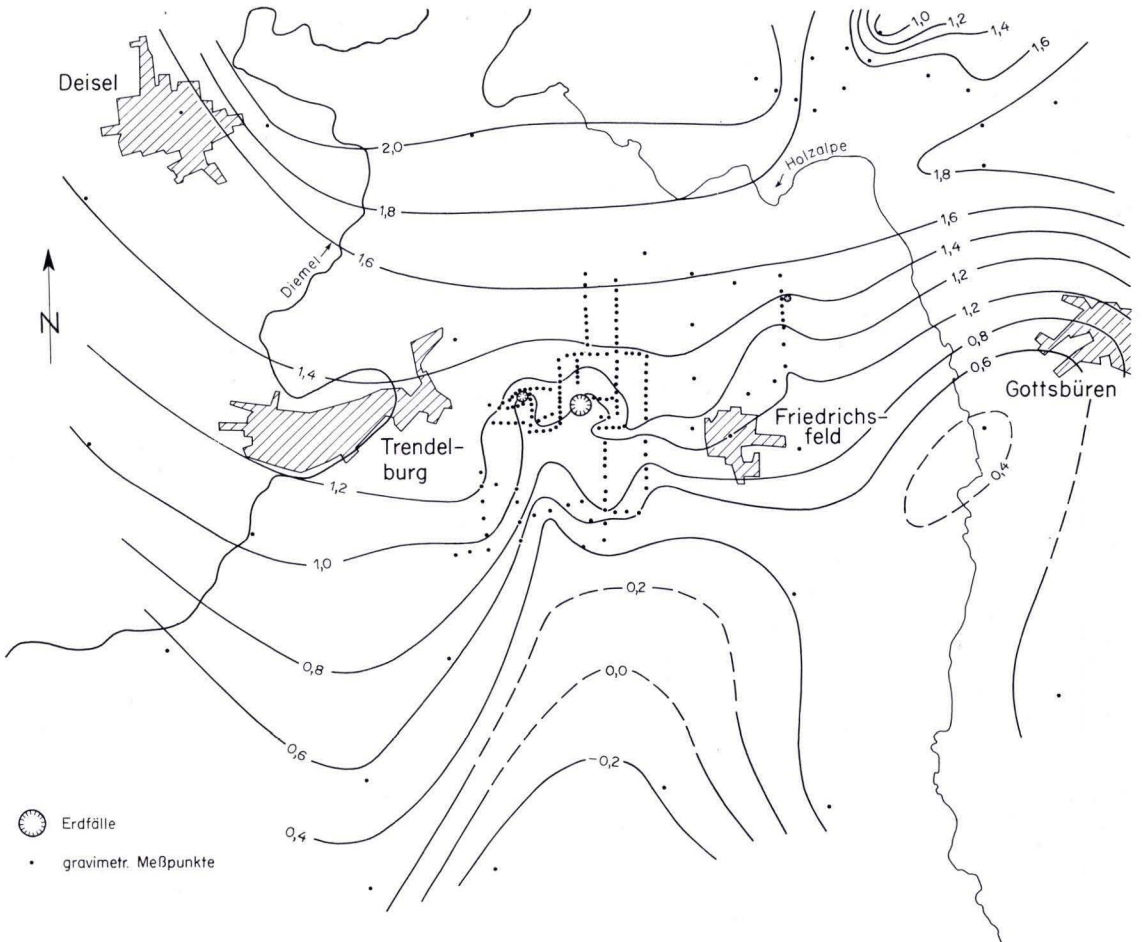 1,0
1,2
1,4
1,6
Deisel
2,0
Holzalpe
1,8
1,8
1,6
Diemel
1,6
1,4
1,2
N
1,2
0,8
0,6
1,4
Gottsbüren
Friedrichs-
feld
Trendel-
burg
0,4
1,2
1,0
0,2
0,8
0,0
0,6
-0,2
Erdfälle
0,4
gravimetr. Meßpunkte